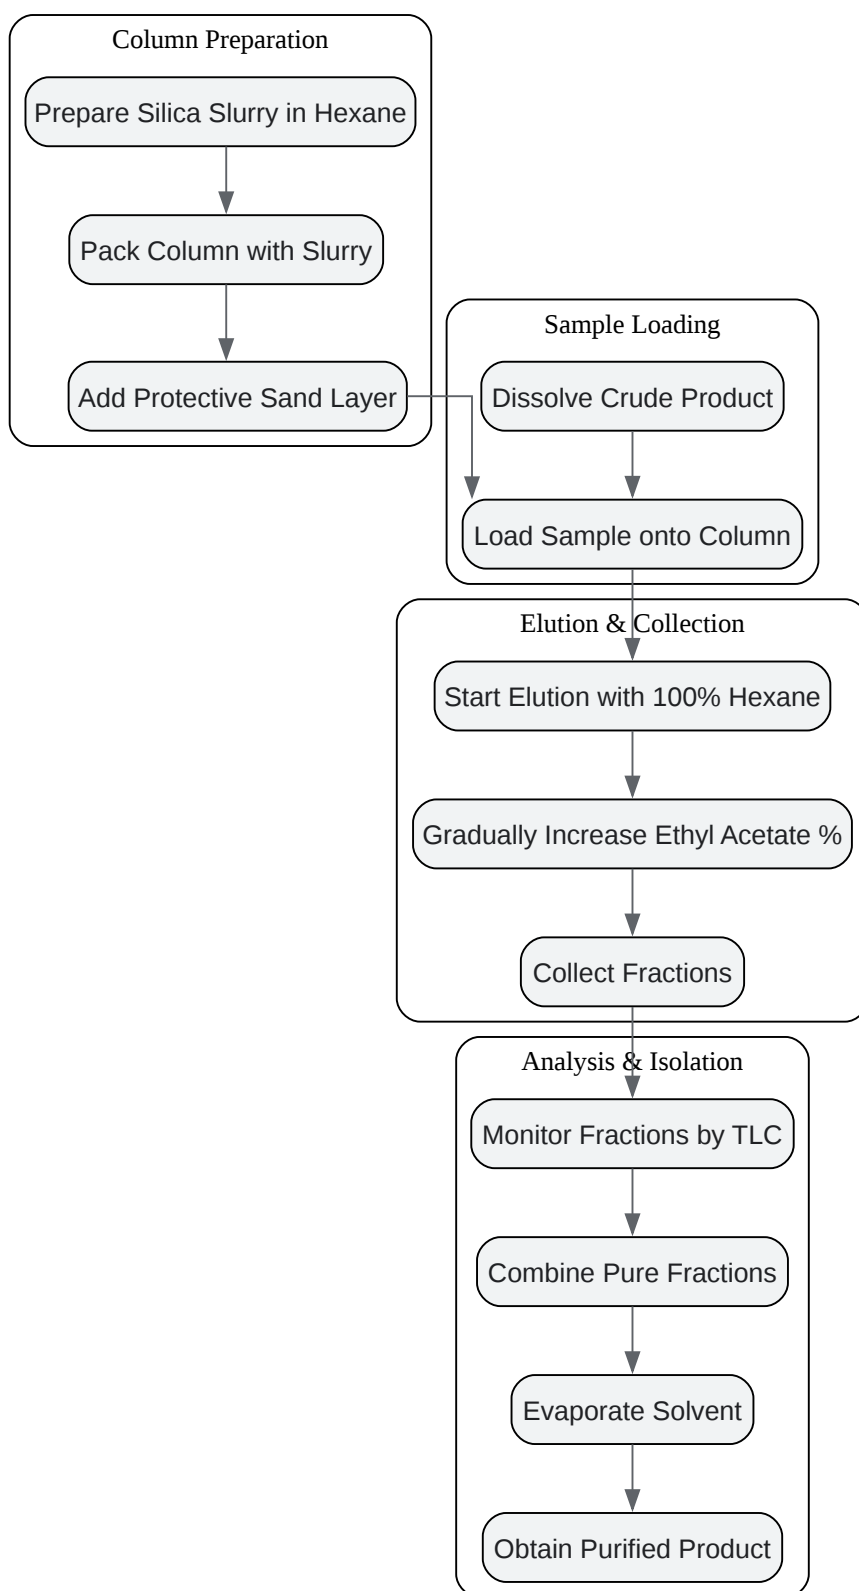 Column Preparation
Prepare Silica Slurry in Hexane
Pack Column with Slurry
Add Protective Sand Layer
Sample Loading
Dissolve Crude Product
Load Sample onto Column
Elution & Collection
Start Elution with 100% Hexane
Gradually Increase Ethyl Acetate %
Collect Fractions
Analysis & Isolation
Monitor Fractions by TLC
Combine Pure Fractions
Evaporate Solvent
Obtain Purified Product